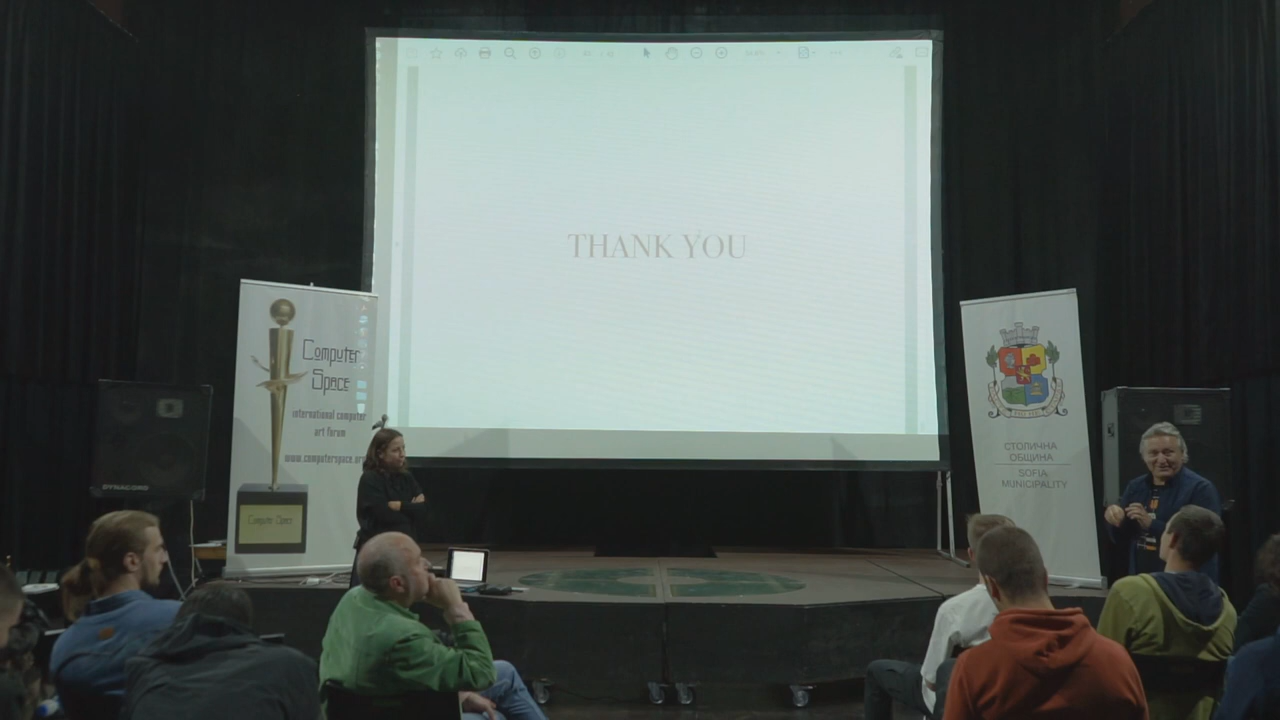 THANK YOU
Computer
Space
international computer
art forum
www.computerspace.org
Computer Space
DYNACORD
СТОЛИЧНА
ОБЩИНА
SOFIA
MUNICIPALITY